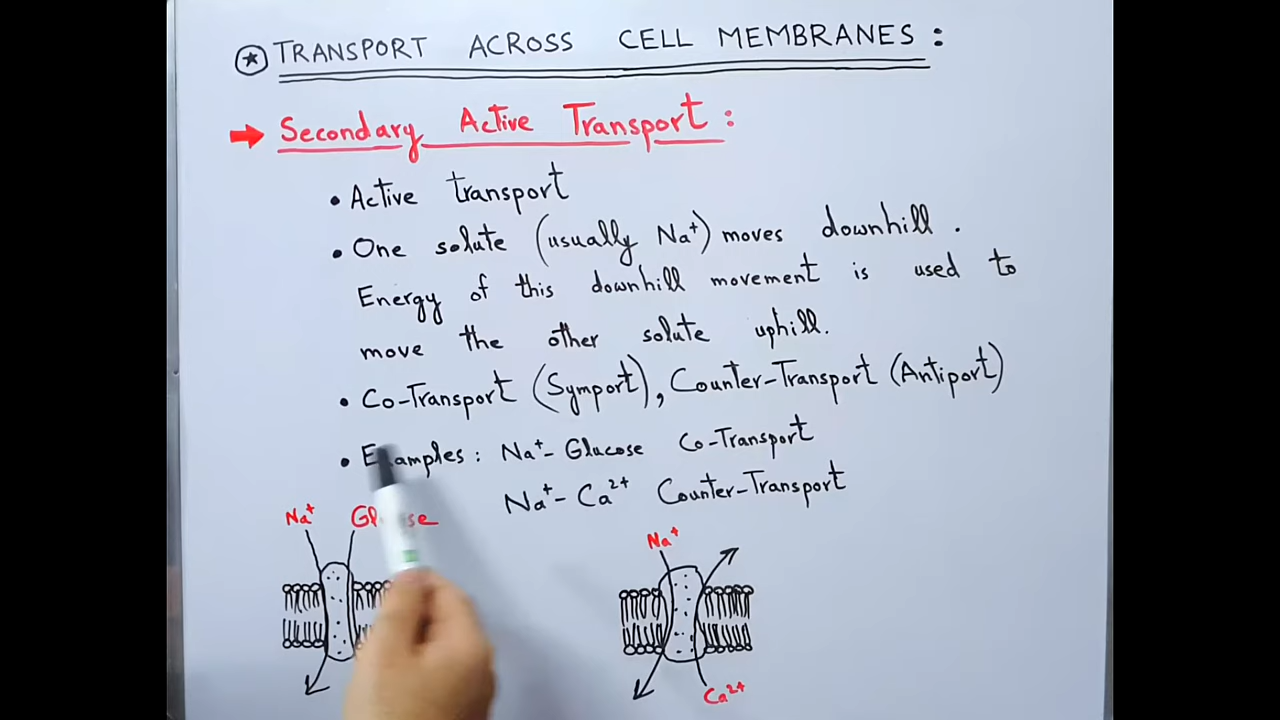 TRANSPORT ACROSS CELL MEMBRANES:
Secondary Active Transport:
• Active transport
• One solute (usually Na⁺) moves downhill.
Energy of this downhill movement is used to
move the other solute uphill.
• Co-Transport (Symport), Counter-Transport (Antiport)
• Examples: Na⁺- Glucose Co-Transport
Na⁺- Ca²⁺ Counter-Transport
Na⁺ Glucose
Na⁺
Ca²⁺